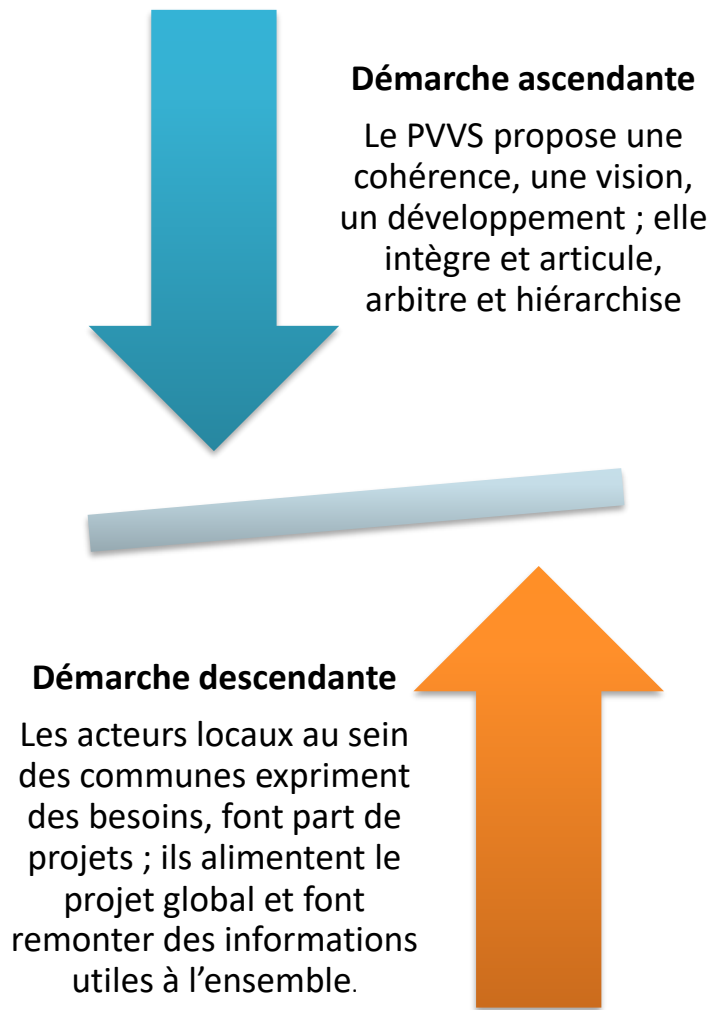 Démarche ascendante
Le PVVS propose une
cohérence, une vision,
un développement ; elle
intègre et articule,
arbitre et hiérarchise
Démarche descendante
Les acteurs locaux au sein
des communes expriment
des besoins, font part de
projets ; ils alimentent le
projet global et font
remonter des informations
utiles à l’ensemble.